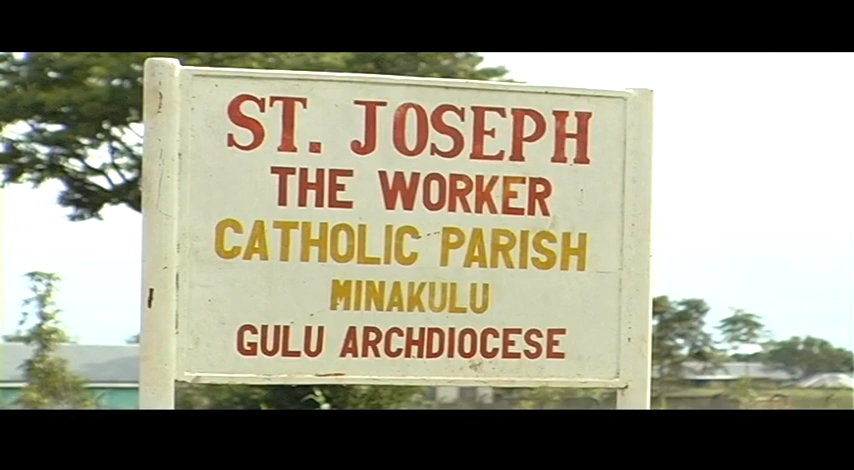 ST. JOSEPH
THE WORKER
CATHOLIC PARISH
MINAKULU
GULU ARCHDIOCESE